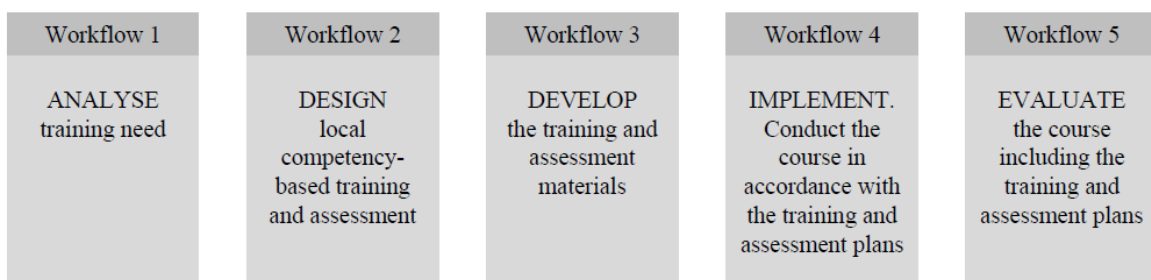 Workflow 1
ANALYSE
training need
Workflow 2
DESIGN
local
competency-
based training
and assessment
Workflow 3
DEVELOP
the training and
assessment
materials
Workflow 4
IMPLEMENT.
Conduct the
course in
accordance with
the training and
assessment plans
Workflow 5
EVALUATE
the course
including the
training and
assessment plans